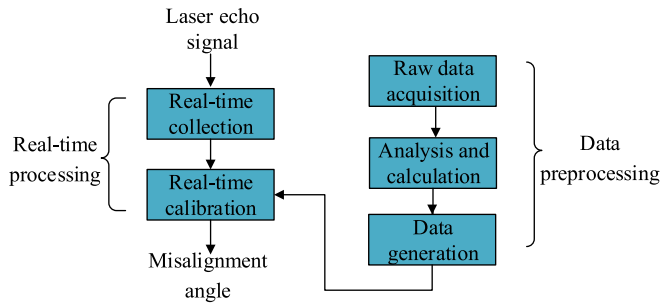 Laser echo
signal
Real-time
collection
Real-time
calibration
Misalignment
angle
Real-time
processing
Raw data
acquisition
Analysis and
calculation
Data
generation
Data
preprocessing